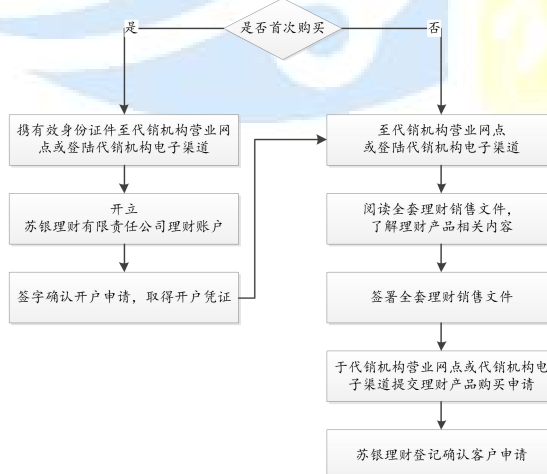 是否首次购买
是
否
携有效身份证件至代销机构营业网
点或登陆代销机构电子渠道
开立
苏银理财有限责任公司理财账户
签字确认开户申请，取得开户凭证
至代销机构营业网点
或登陆代销机构电子渠道
阅读全套理财销售文件，
了解理财产品相关内容
签署全套理财销售文件
于代销机构营业网点或代销机构电
子渠道提交理财产品购买申请
苏银理财登记确认客户申请